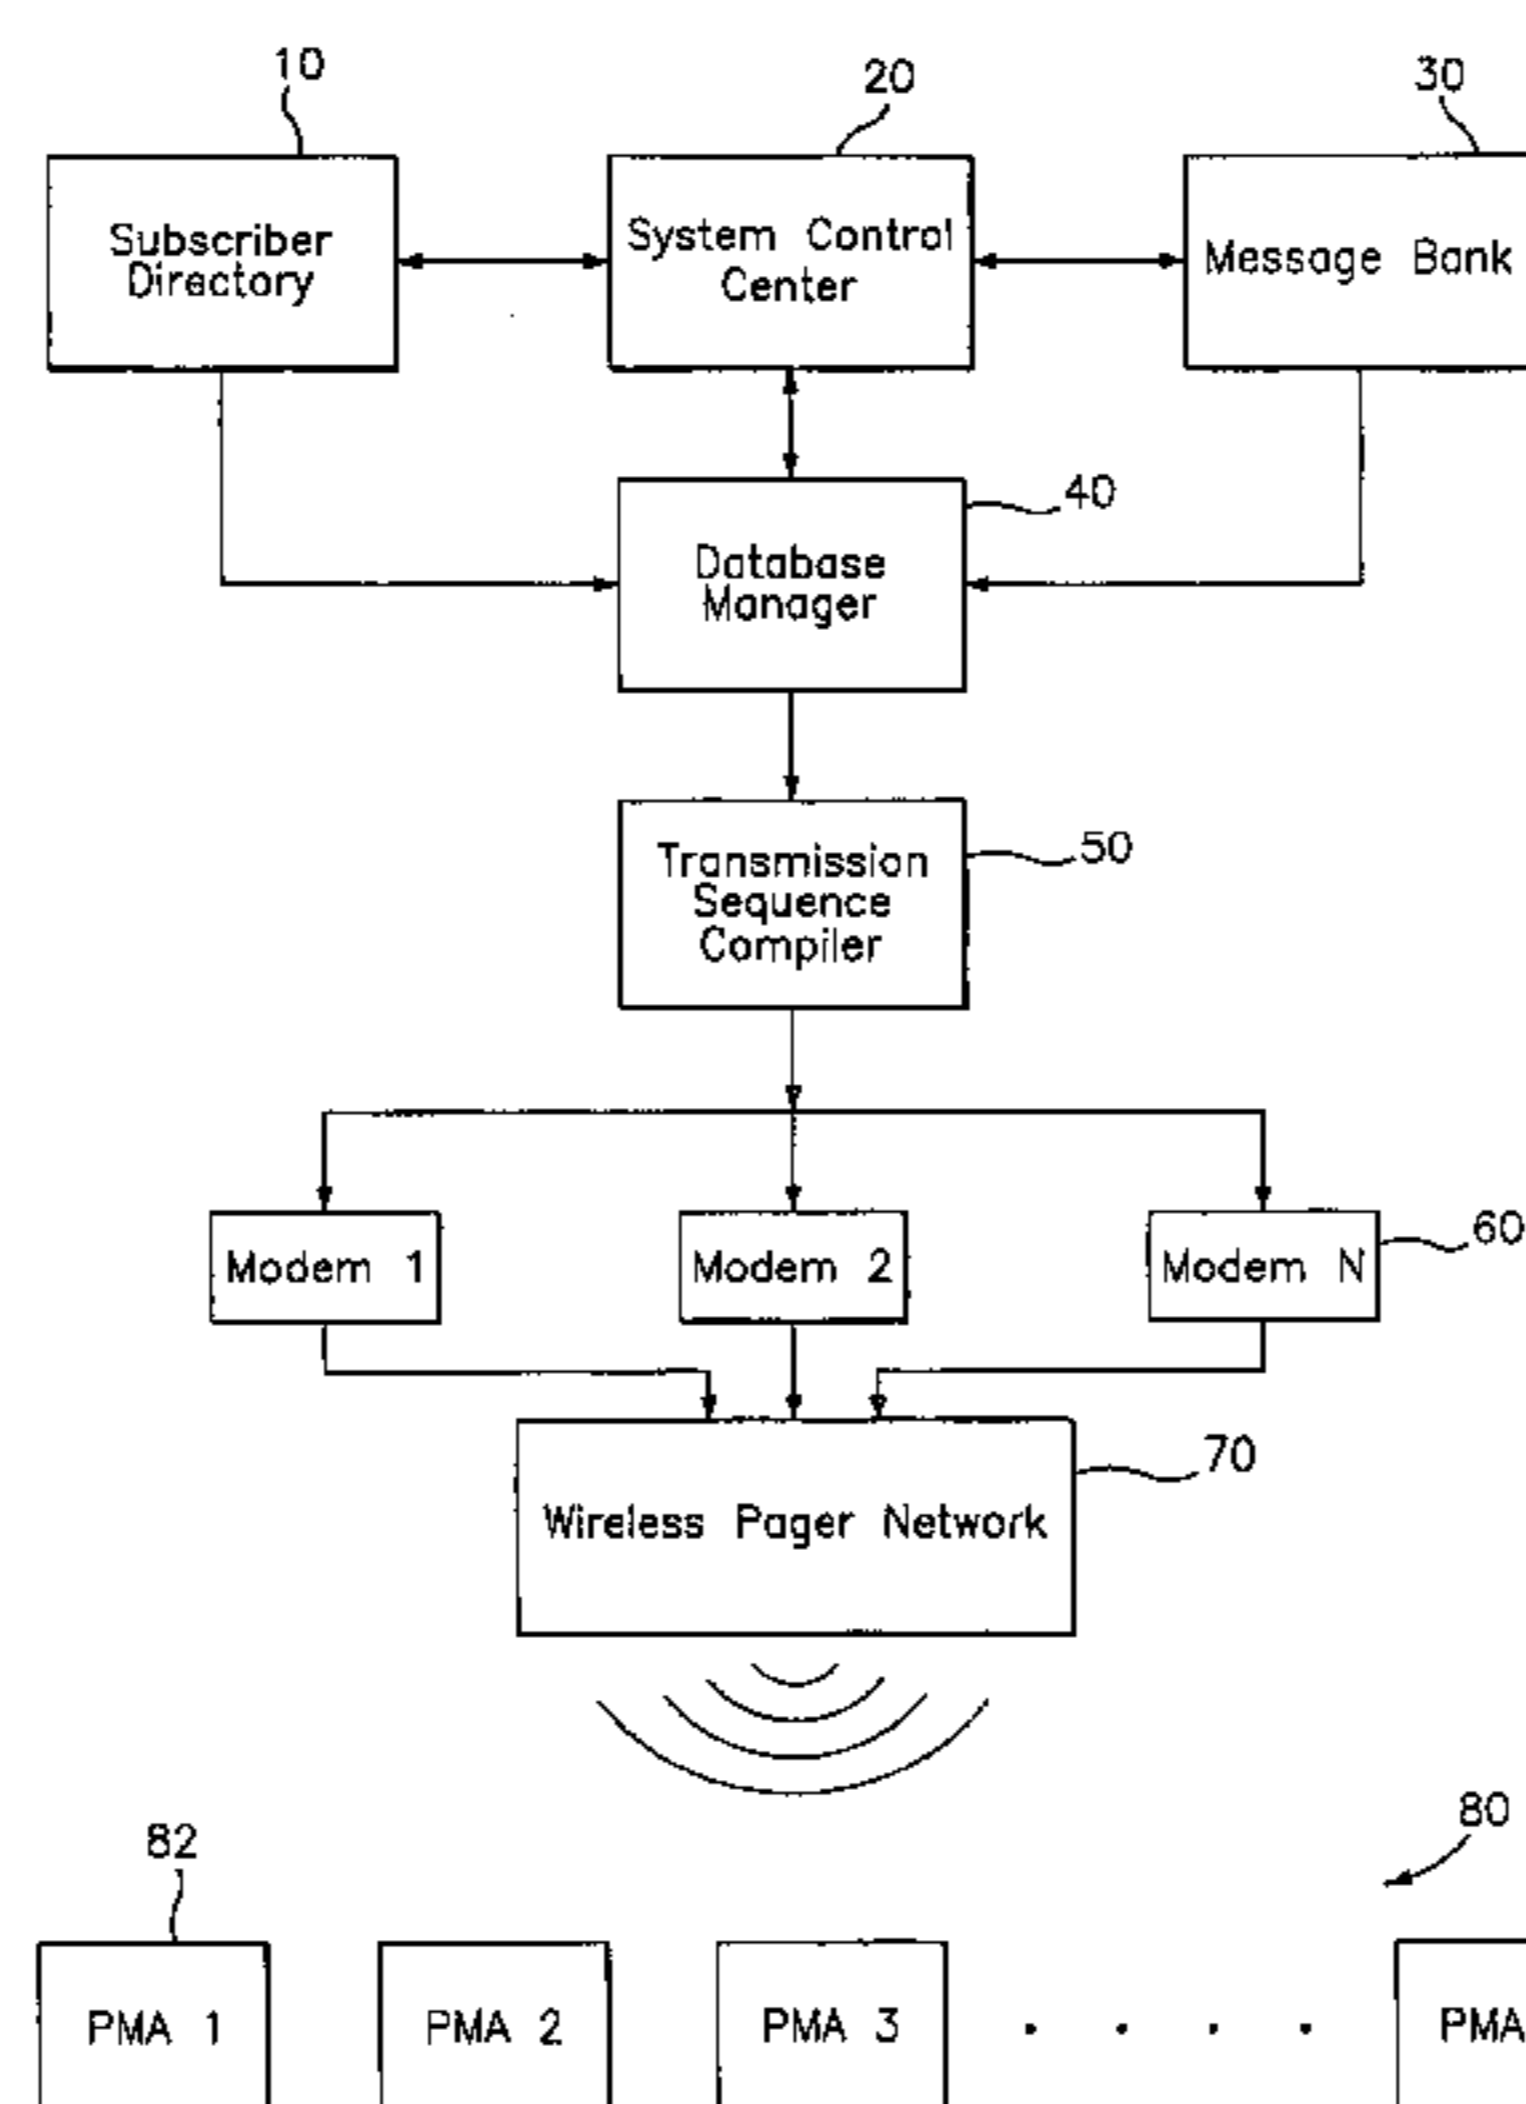 10
20
30
Subscriber
Directory
System Control
Center
Message Bank
40
Database
Manager
50
Transmission
Sequence
Compiler
60
Modem 1
Modem 2
Modem N
70
Wireless Pager Network
80
82
PMA 1
PMA 2
PMA 3
. . . .
PMA